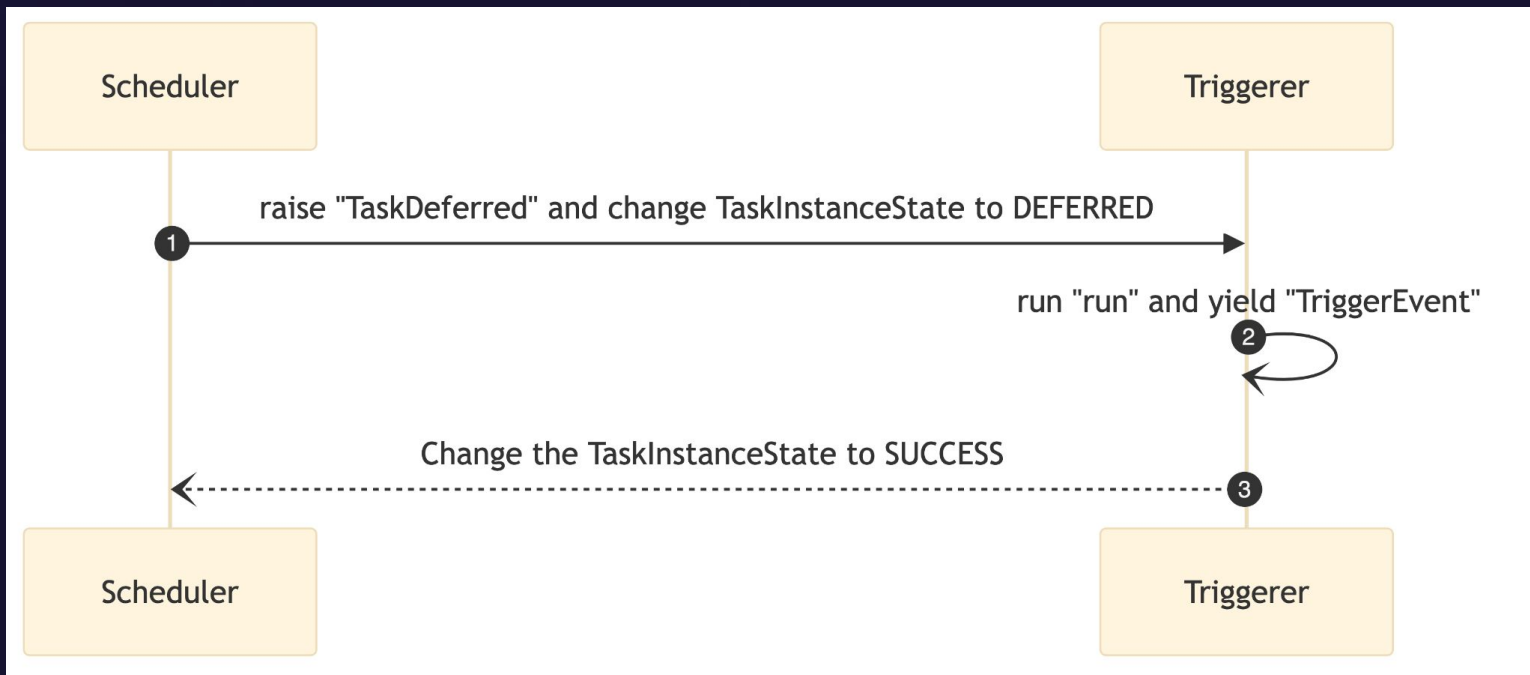 Scheduler
Triggerer
raise "TaskDeferred" and change TaskInstanceState to DEFERRED
1
run "run" and yield "TriggerEvent"
2
Change the TaskInstanceState to SUCCESS
3
Scheduler
Triggerer